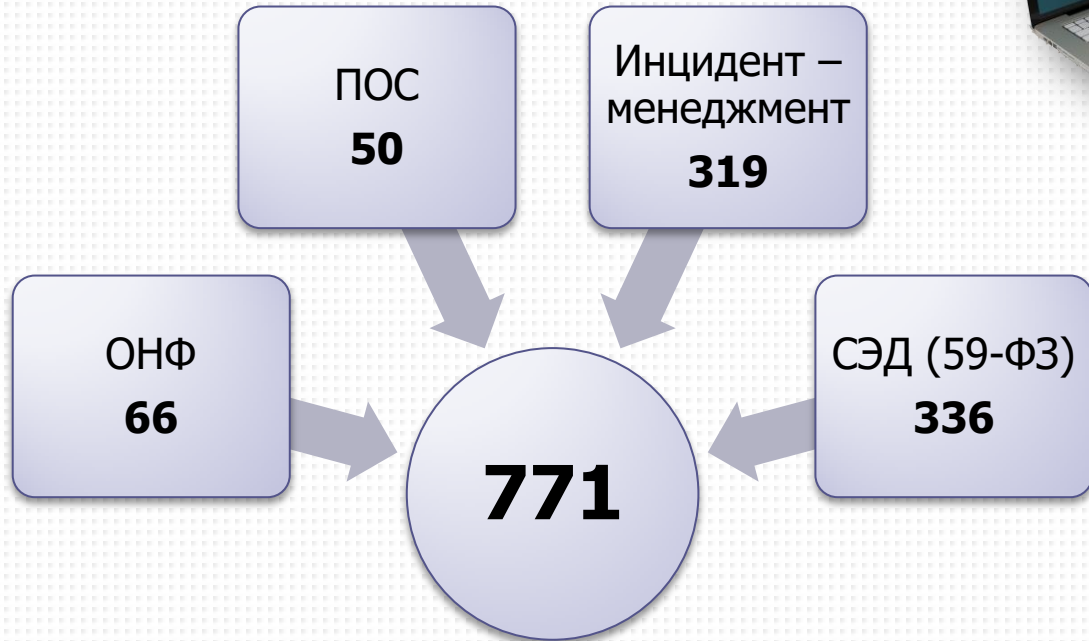 ПОС
50
Инцидент –
менеджмент
319
ОНФ
66
СЭД (59-ФЗ)
336
771